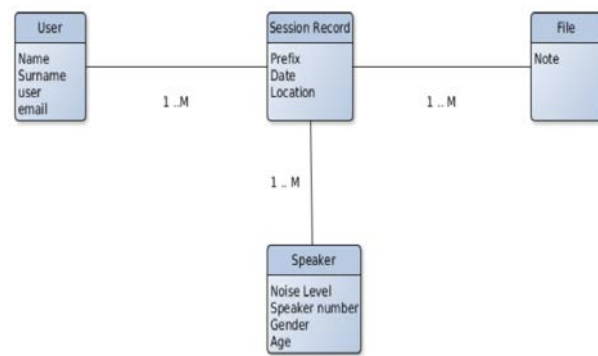 User
Name
Surname
user
email
1 ..M
Session Record
Prefix
Date
Location
1 .. M
File
Note
1 .. M
Speaker
Noise Level
Speaker number
Gender
Age